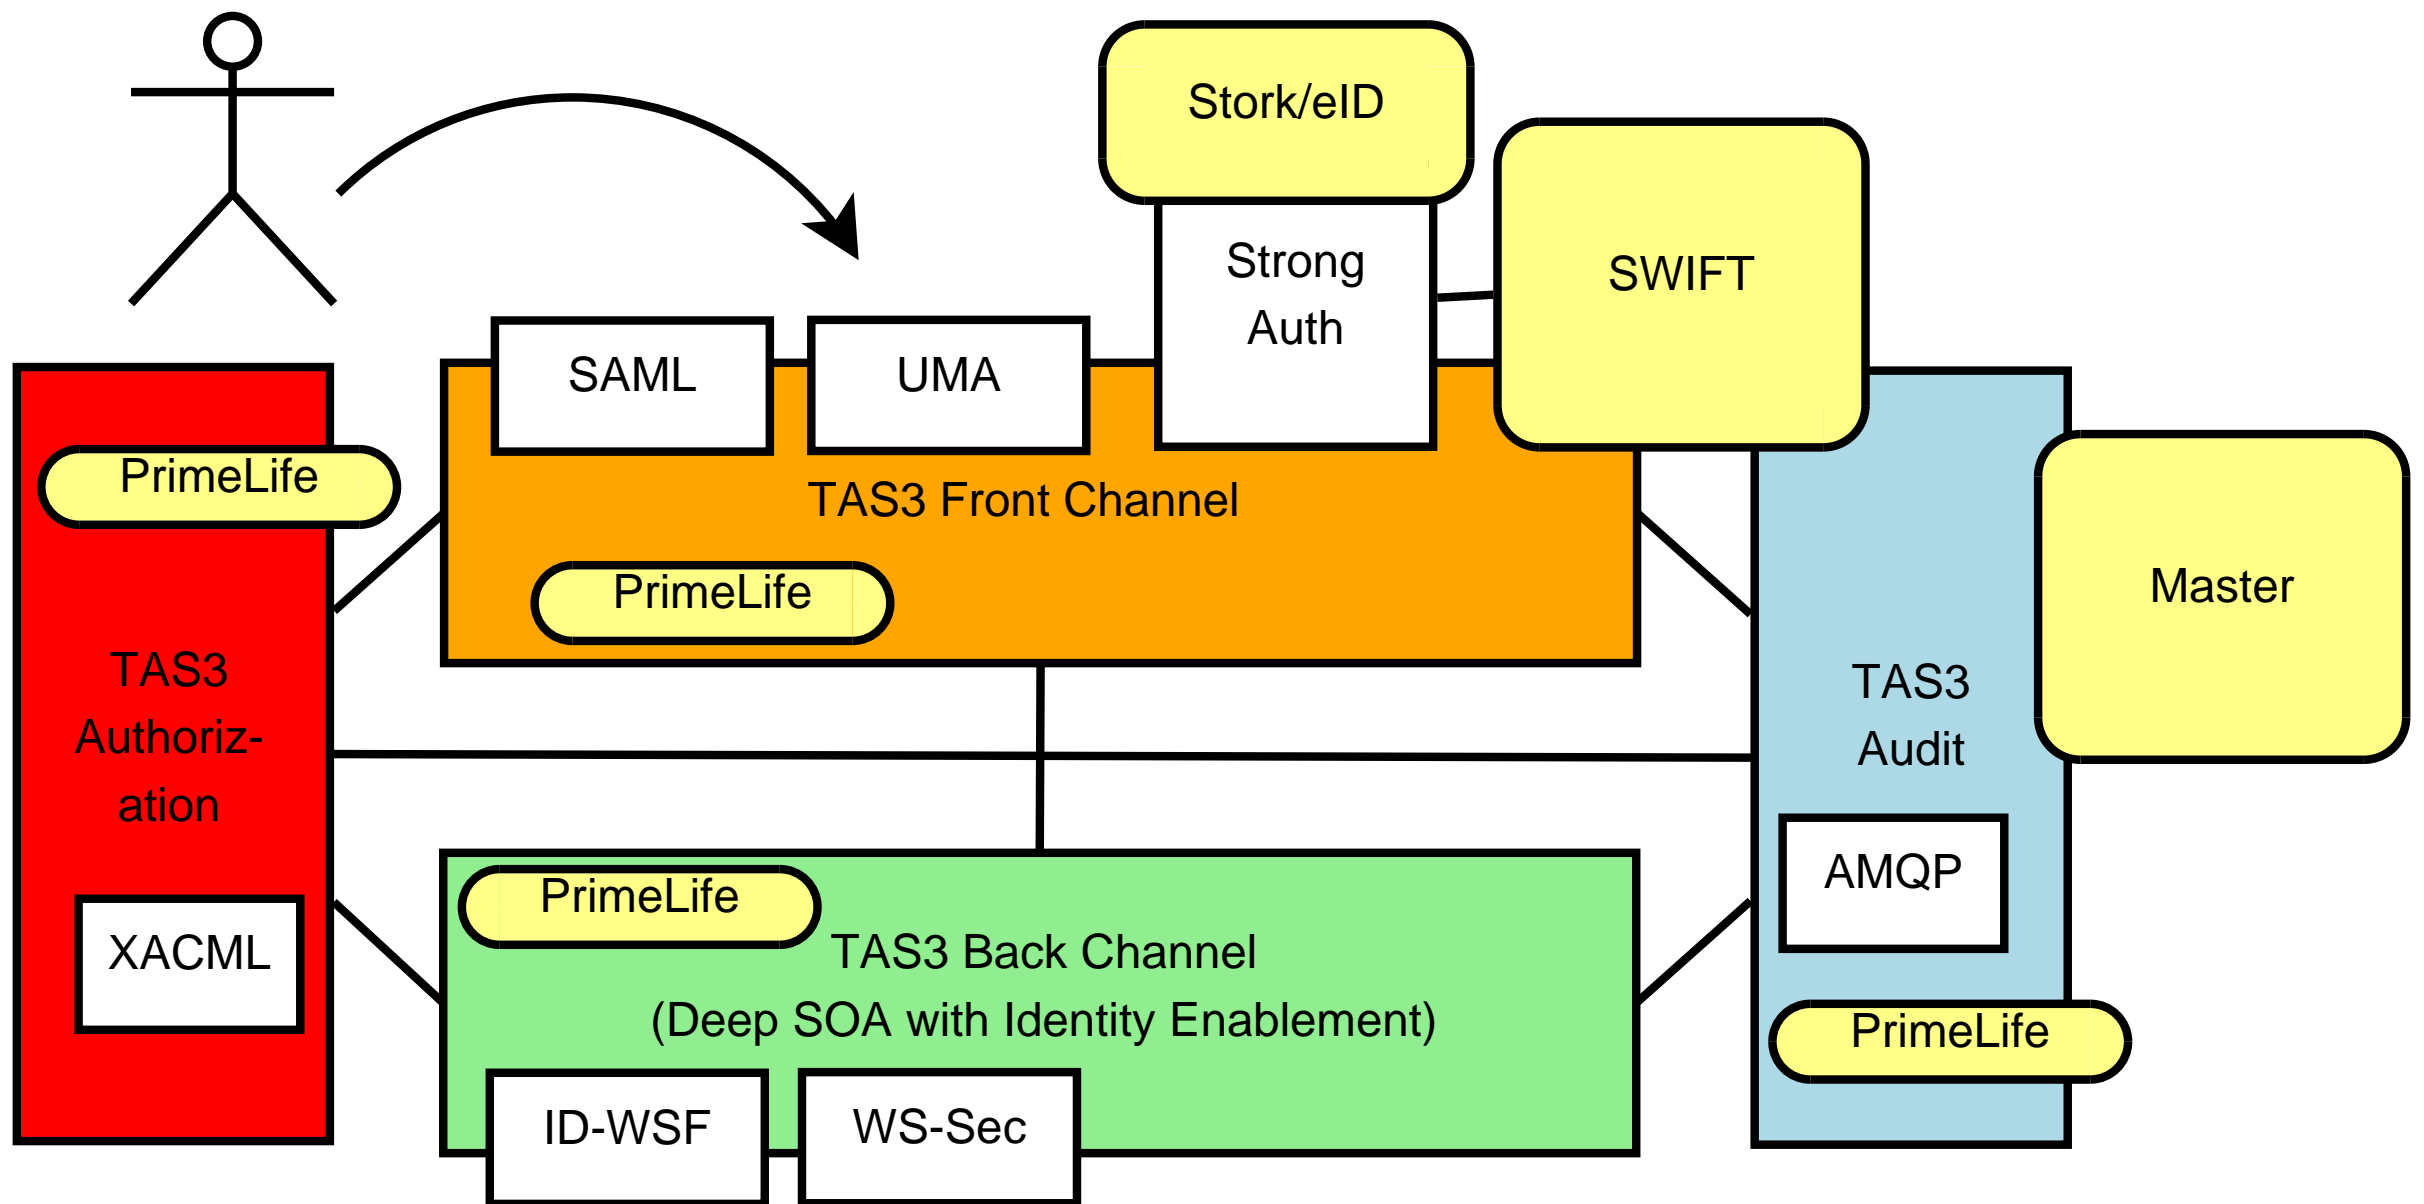 Stork/eID
Strong
Auth
SWIFT
SAML
UMA
PrimeLife
TAS3 Front Channel
PrimeLife
Master
TAS3
Authoriz-
ation
TAS3
Audit
XACML
PrimeLife
TAS3 Back Channel
(Deep SOA with Identity Enablement)
AMQP
PrimeLife
ID-WSF
WS-Sec